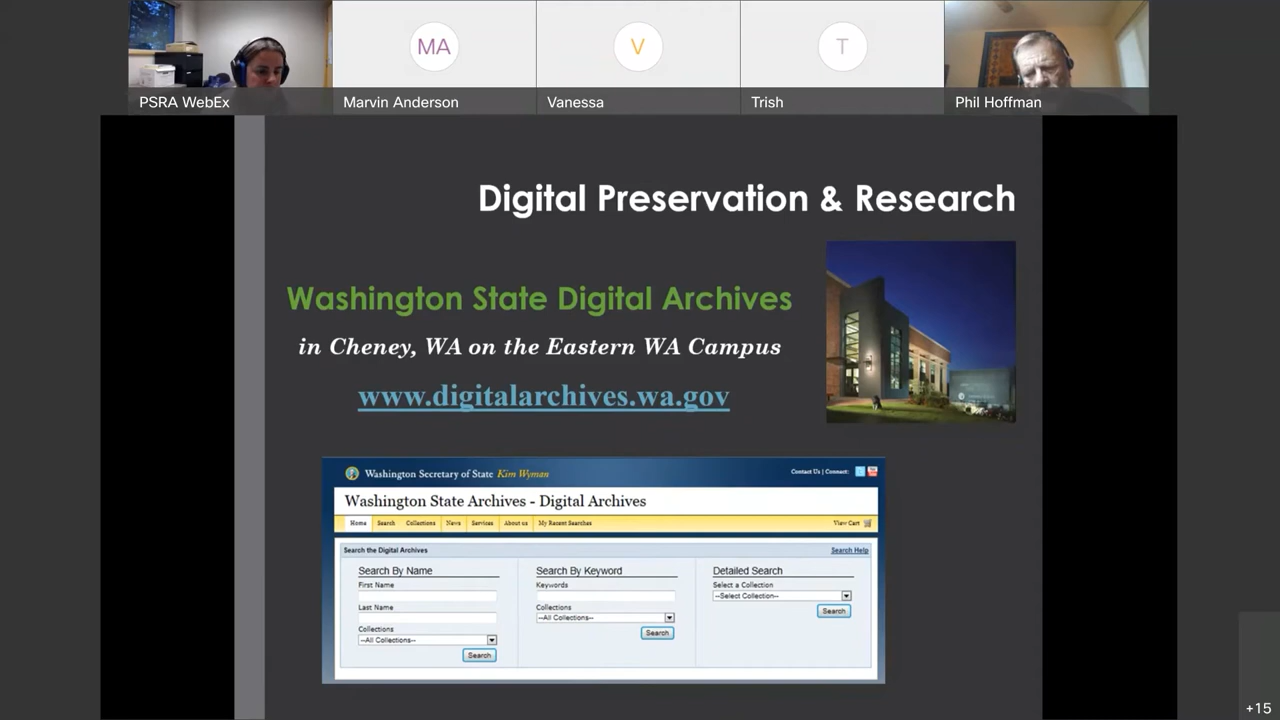 MA
V
T
PSRA WebEx
Marvin Anderson
Vanessa
Trish
Phil Hoffman
Digital Preservation & Research
Washington State Digital Archives
in Cheney, WA on the Eastern WA Campus
www.digitalarchives.wa.gov
Washington Secretary of State Kim Wyman
Contact Us | Connect:
Washington State Archives - Digital Archives
Home Search Collections News Services About us My Recent Searches View Cart
Search the Digital Archives Search Help
Search By Name Search By Keyword Detailed Search
First Name Keywords Select a Collection
--Select Collection--
Last Name Collections Search
--All Collections--
Collections
--All Collections-- Search
Search
+15